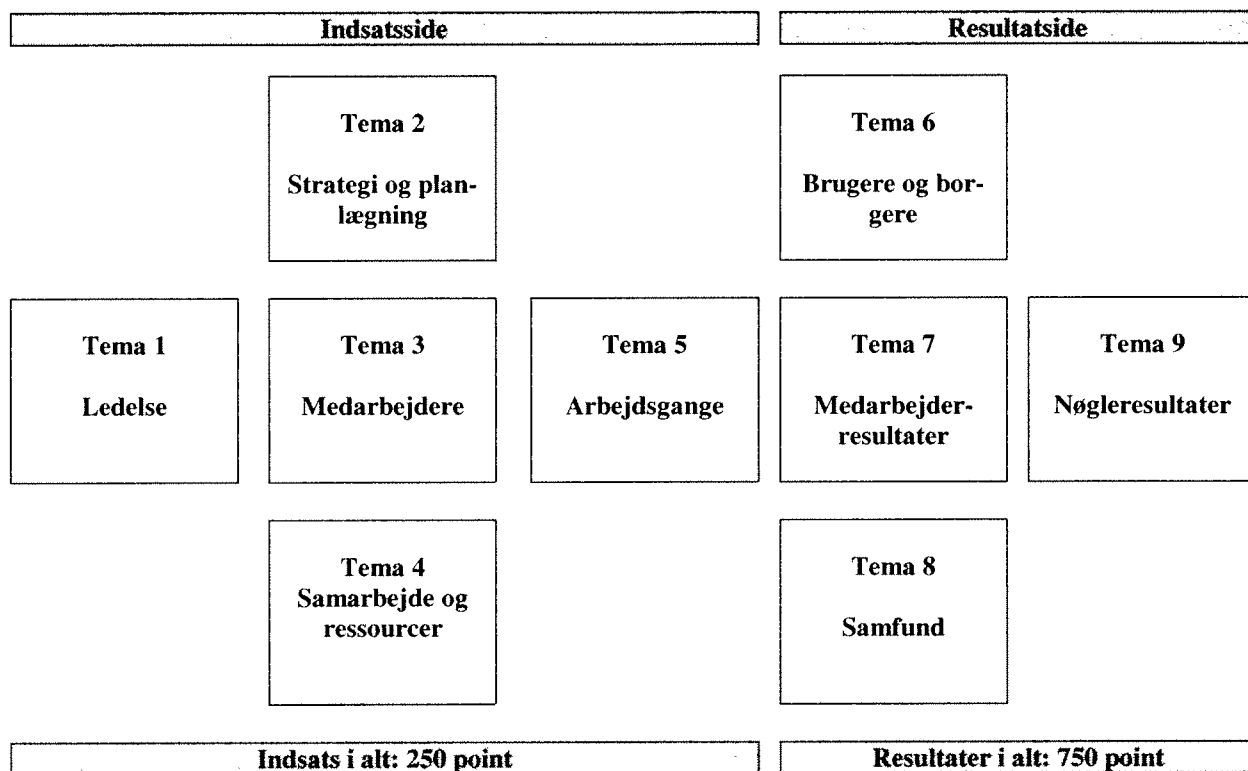 Indsatsside
Resultatside
Tema 2
Strategi og plan-
lægning
Tema 6
Brugere og bor-
gere
Tema 1
Ledelse
Tema 3
Medarbejdere
Tema 5
Arbejdsgange
Tema 7
Medarbejder-
resultater
Tema 9
Nøgleresultater
Tema 4
Samarbejde og
ressourcer
Tema 8
Samfund
Indsats i alt: 250 point
Resultater i alt: 750 point